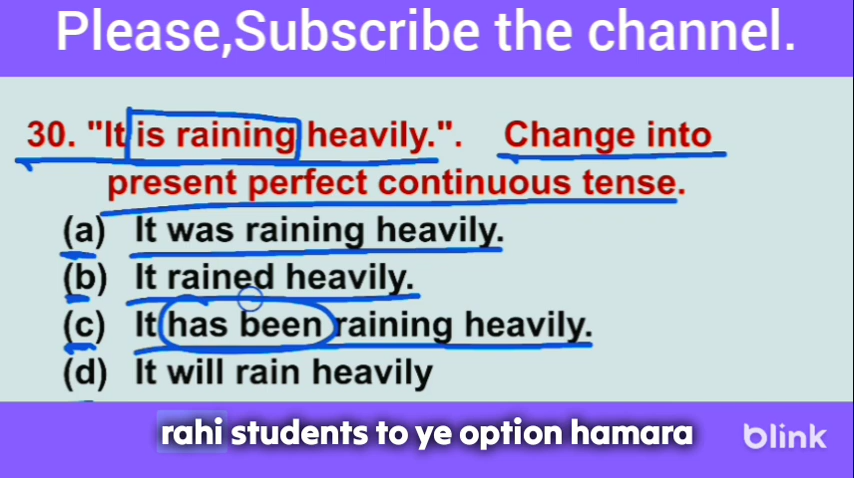 Please,Subscribe the channel.
30. "It is raining heavily.". Change into
present perfect continuous tense.
(a) It was raining heavily.
(b) It rained heavily.
(c) It has been raining heavily.
(d) It will rain heavily
rahi students to ye option hamara
blink